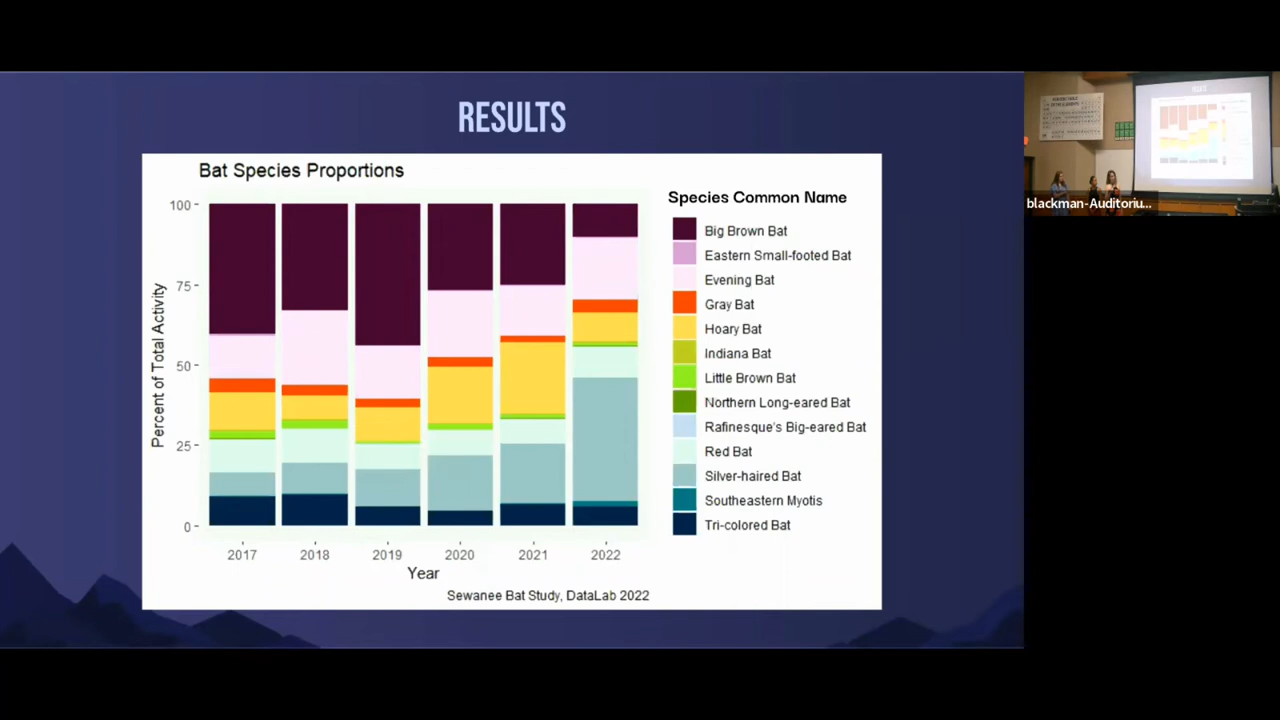 RESULTS
Bat Species Proportions
Percent of Total Activity
100
75
50
25
0
2017 2018 2019 2020 2021 2022
Year
Sewanee Bat Study, DataLab 2022
Species Common Name
Big Brown Bat
Eastern Small-footed Bat
Evening Bat
Gray Bat
Hoary Bat
Indiana Bat
Little Brown Bat
Northern Long-eared Bat
Rafinesque's Big-eared Bat
Red Bat
Silver-haired Bat
Southeastern Myotis
Tri-colored Bat
blackman-Auditoriu...